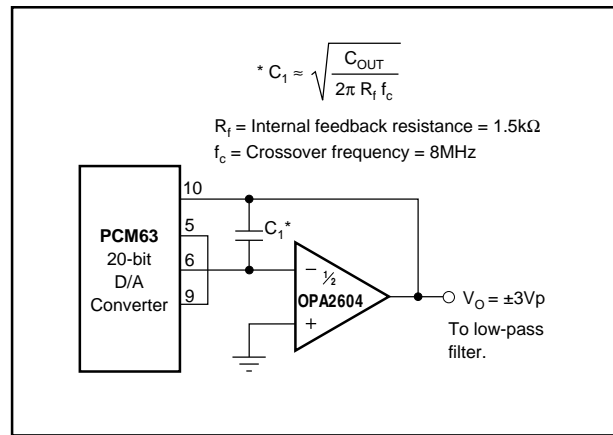 * C1 ≈ √(COUT / 2π Rf fc)
Rf = Internal feedback resistance = 1.5kΩ
fc = Crossover frequency = 8MHz
10
PCM63
20-bit
D/A
Converter
5
6
9
C1*
–
½
OPA2604
+
VO = ±3Vp
To low-pass
filter.